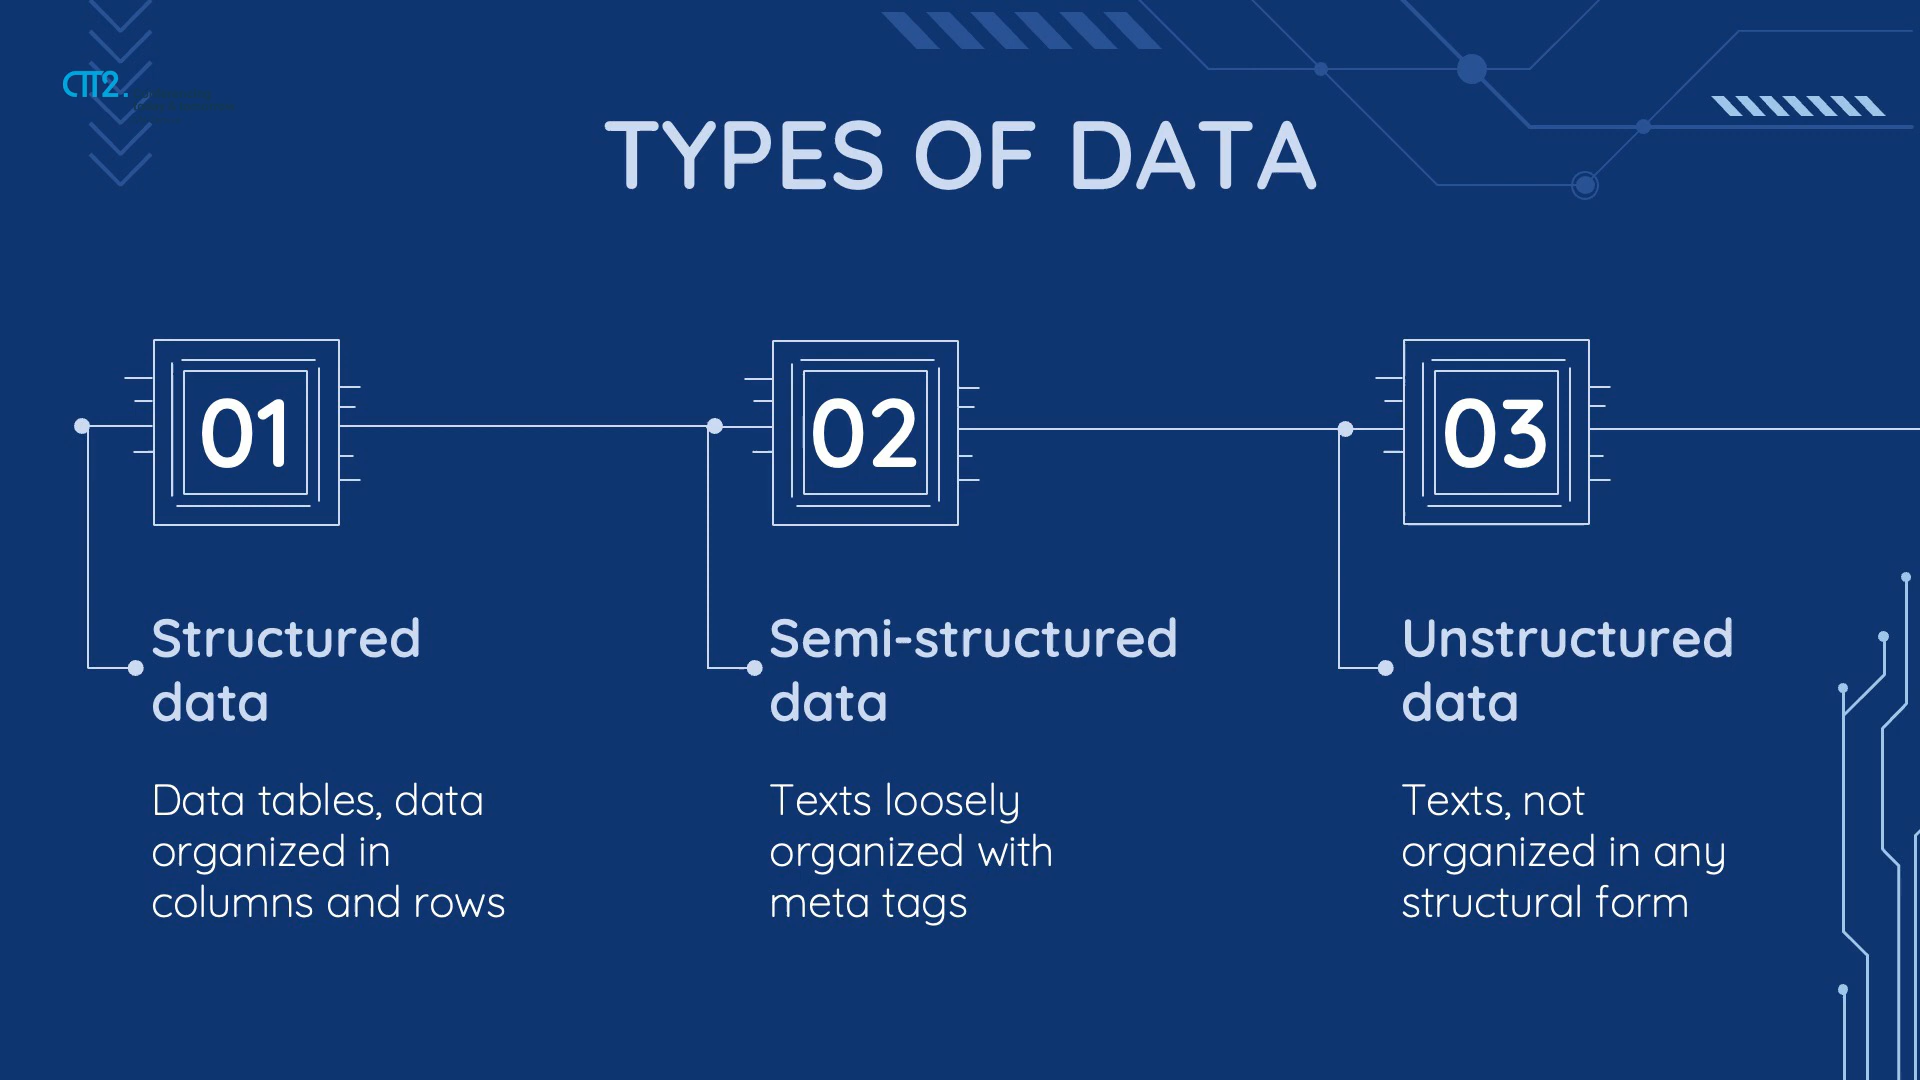 TYPES OF DATA
01
02
03
Structured
data
Semi-structured
data
Unstructured
data
Data tables, data
organized in
columns and rows
Texts loosely
organized with
meta tags
Texts, not
organized in any
structural form